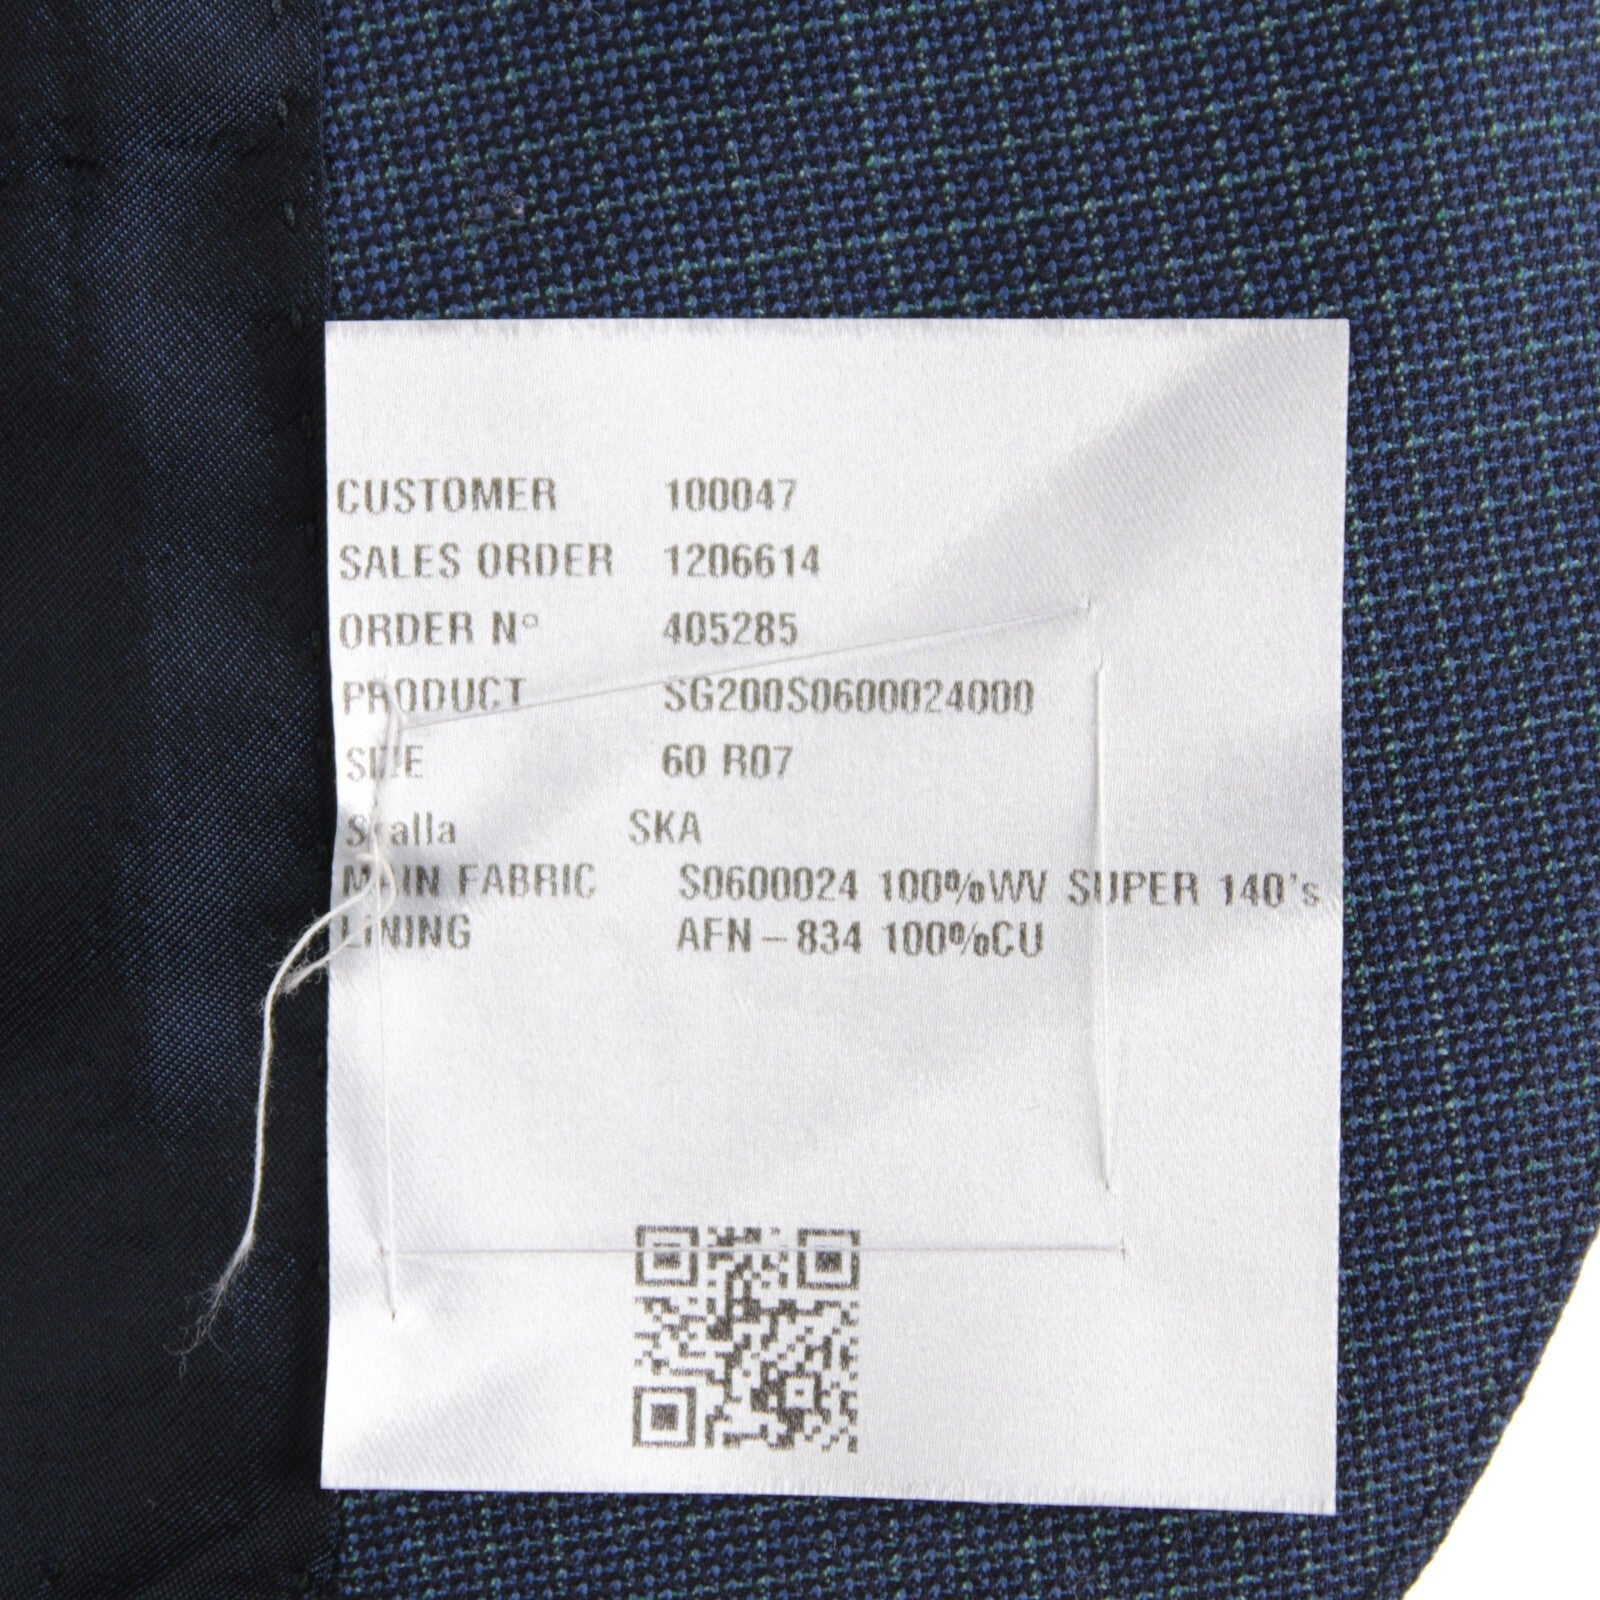 CUSTOMER 100047
SALES ORDER 1206614
ORDER N° 405285
PRODUCT SG200S0600024000
SIZE 60 R07
SKA
MAIN FABRIC S0600024 100%WV SUPER 140's
LINING AFN-834 100%CU